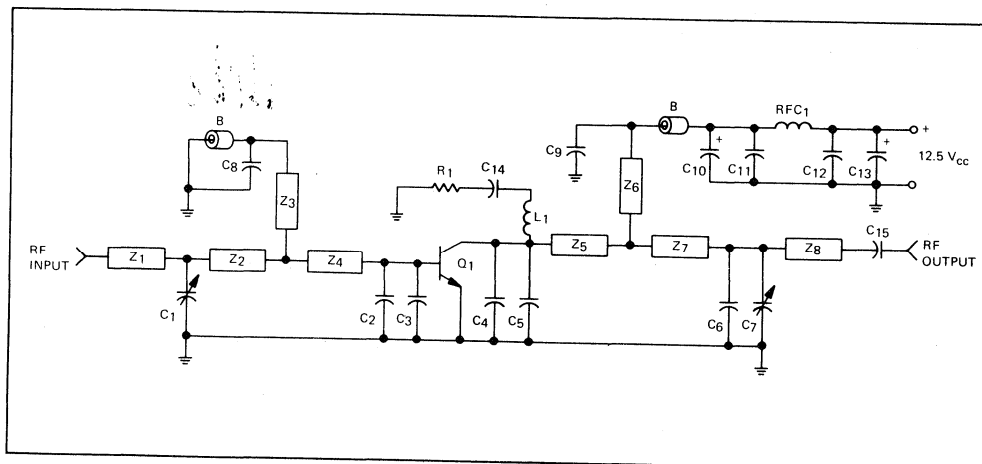 B
B
RFC1
+
+
+
12.5 VCC
C8
C9
C10
C11
C12
C13
R1
C14
Z3
Z6
L1
C15
RF INPUT
Z1
Z2
Z4
Q1
Z5
Z7
Z8
RF OUTPUT
C1
C2
C3
C4
C5
C6
C7